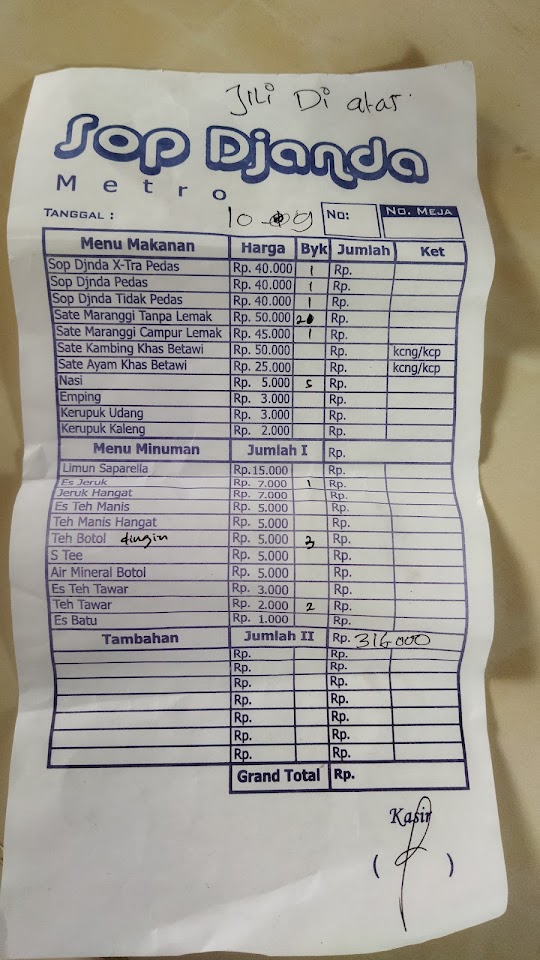 JiLi Di atar.
Sop Djanda
Metro
TANGGAL : 10 - 09 No: No. Meja
Menu Makanan Harga Byk Jumlah Ket
Sop Djnda X-Tra Pedas Rp. 40.000 1 Rp.
Sop Djnda Pedas Rp. 40.000 1 Rp.
Sop Djnda Tidak Pedas Rp. 40.000 1 Rp.
Sate Maranggi Tanpa Lemak Rp. 50.000 2 Rp.
Sate Maranggi Campur Lemak Rp. 45.000 1 Rp.
Sate Kambing Khas Betawi Rp. 50.000 Rp. kcng/kcp
Sate Ayam Khas Betawi Rp. 25.000 Rp. kcng/kcp
Nasi Rp. 5.000 5 Rp.
Emping Rp. 3.000 Rp.
Kerupuk Udang Rp. 3.000 Rp.
Kerupuk Kaleng Rp. 2.000 Rp.
Menu Minuman Jumlah I Rp.
Limun Saparella Rp.15.000 Rp.
Es Jeruk Rp. 7.000 1 Rp.
Jeruk Hangat Rp. 7.000 Rp.
Es Teh Manis Rp. 5.000 Rp.
Teh Manis Hangat Rp. 5.000 Rp.
Teh Botol dingin Rp. 5.000 3 Rp.
S Tee Rp. 5.000 Rp.
Air Mineral Botol Rp. 5.000 Rp.
Es Teh Tawar Rp. 3.000 Rp.
Teh Tawar Rp. 2.000 2 Rp.
Es Batu Rp. 1.000 Rp.
Tambahan Jumlah II Rp. 316.000
Rp. Rp.
Rp. Rp.
Rp. Rp.
Rp. Rp.
Rp. Rp.
Rp. Rp.
Rp. Rp.
Grand Total Rp.
Kasir
( )